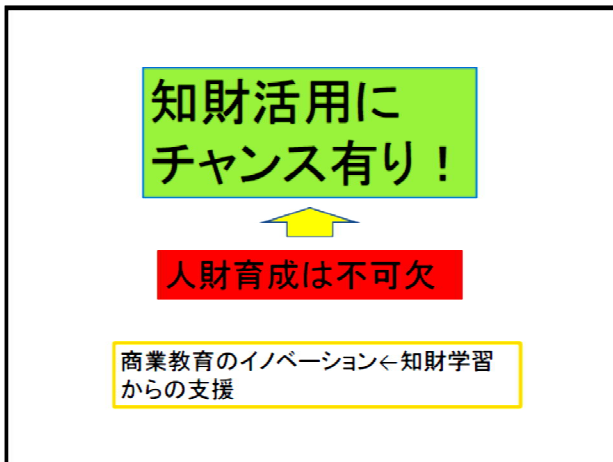 知財活用に
チャンス有り！
人財育成は不可欠
商業教育のイノベーション←知財学習
からの支援